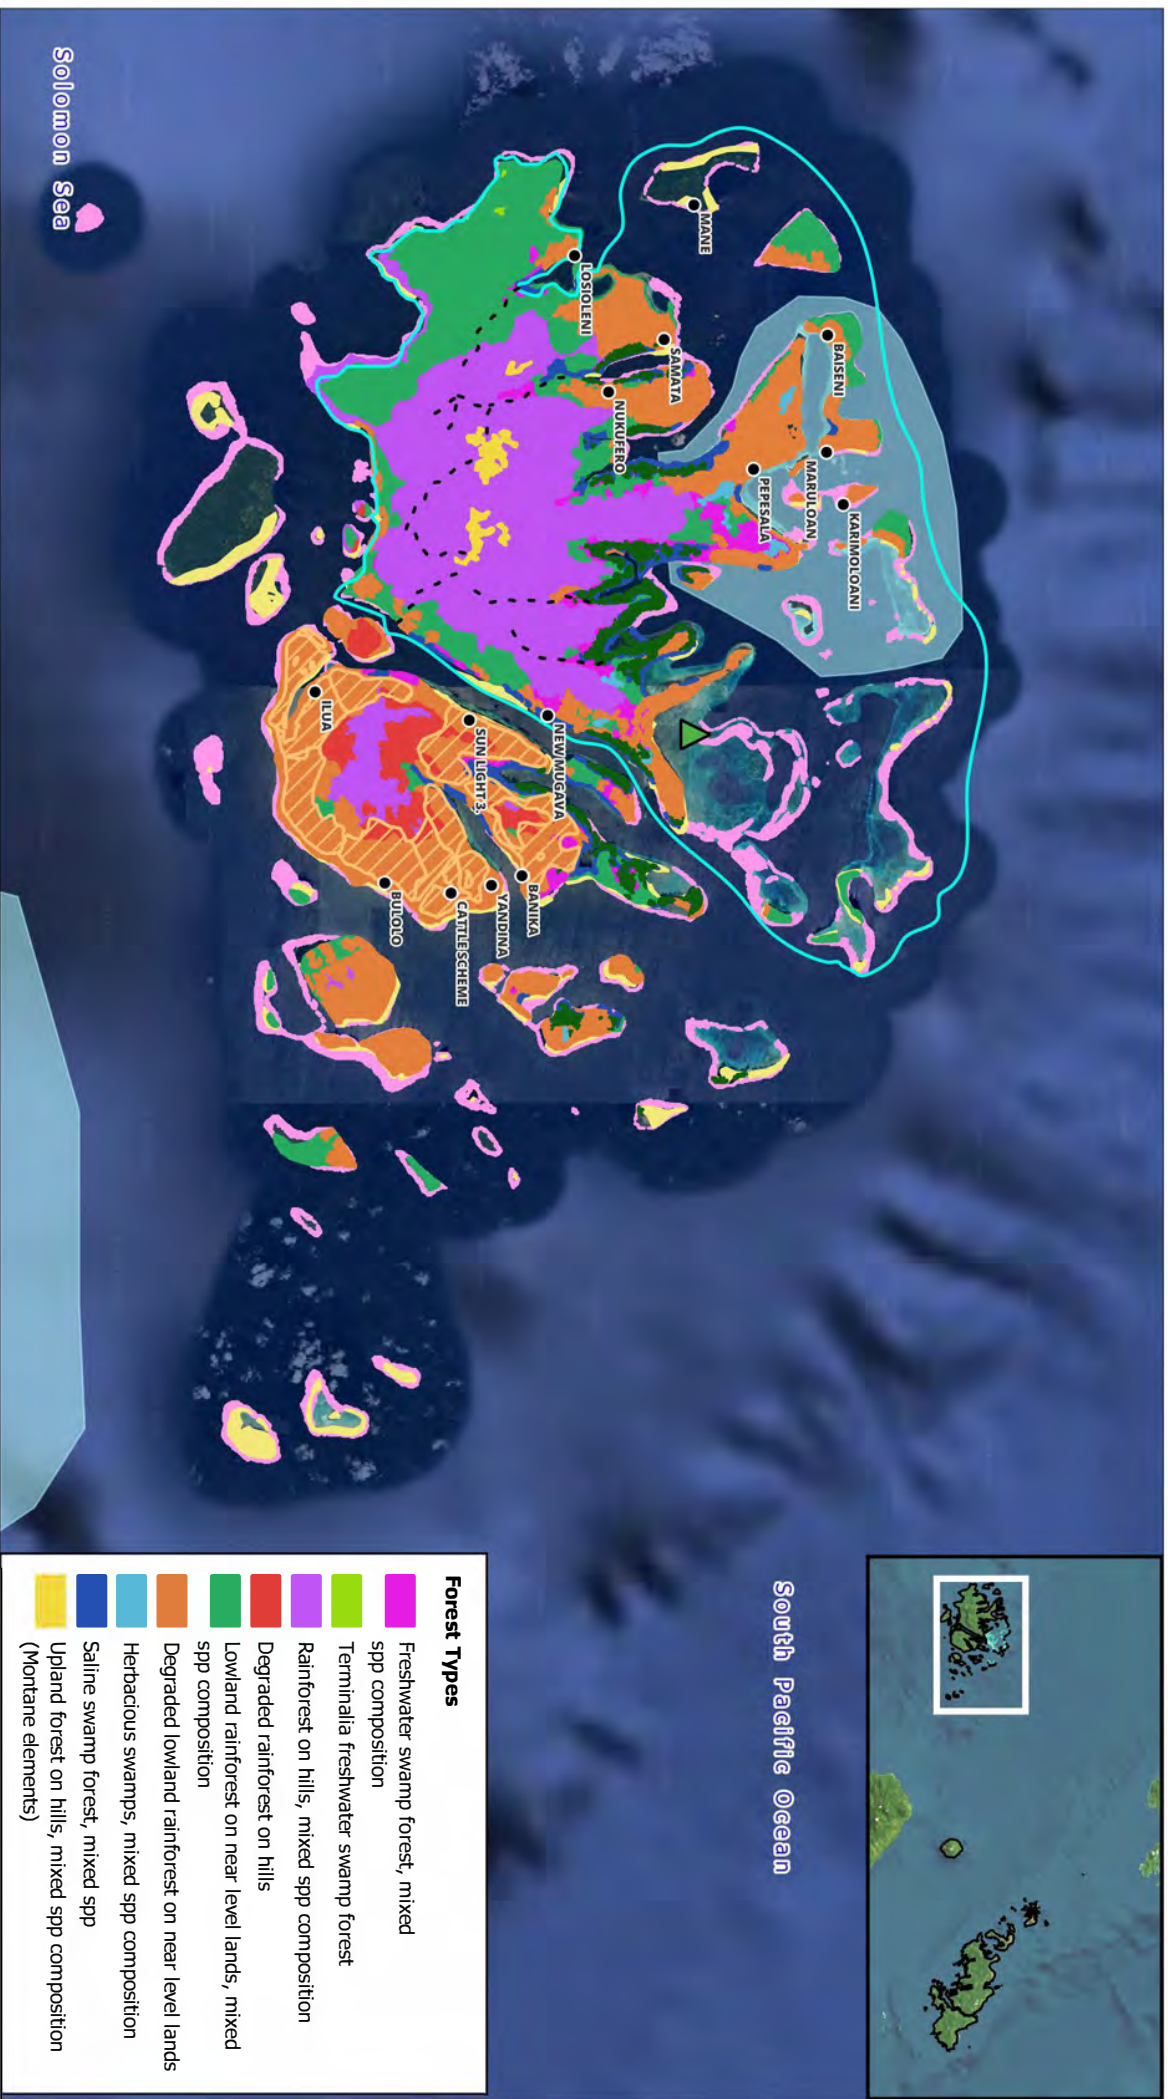 Solomon Sea
South Pacific Ocean
MANE
LOSIOLENI
SAMATA
NUKUFERO
BAISENI
MARULOAN
PEPESALA
KARIMOLOANI
ILUA
SUN LIGHT 3,
NEW MUGAVA
BANIKA
YANDINA
CATTLE SCHEME
BULOLO
Forest Types
Freshwater swamp forest, mixed
spp composition
Terminalia freshwater swamp forest
Rainforest on hills, mixed spp composition
Degraded rainforest on hills
Lowland rainforest on near level lands, mixed
spp composition
Degraded lowland rainforest on near level lands
Herbacious swamps, mixed spp composition
Saline swamp forest, mixed spp
Upland forest on hills, mixed spp composition
(Montane elements)